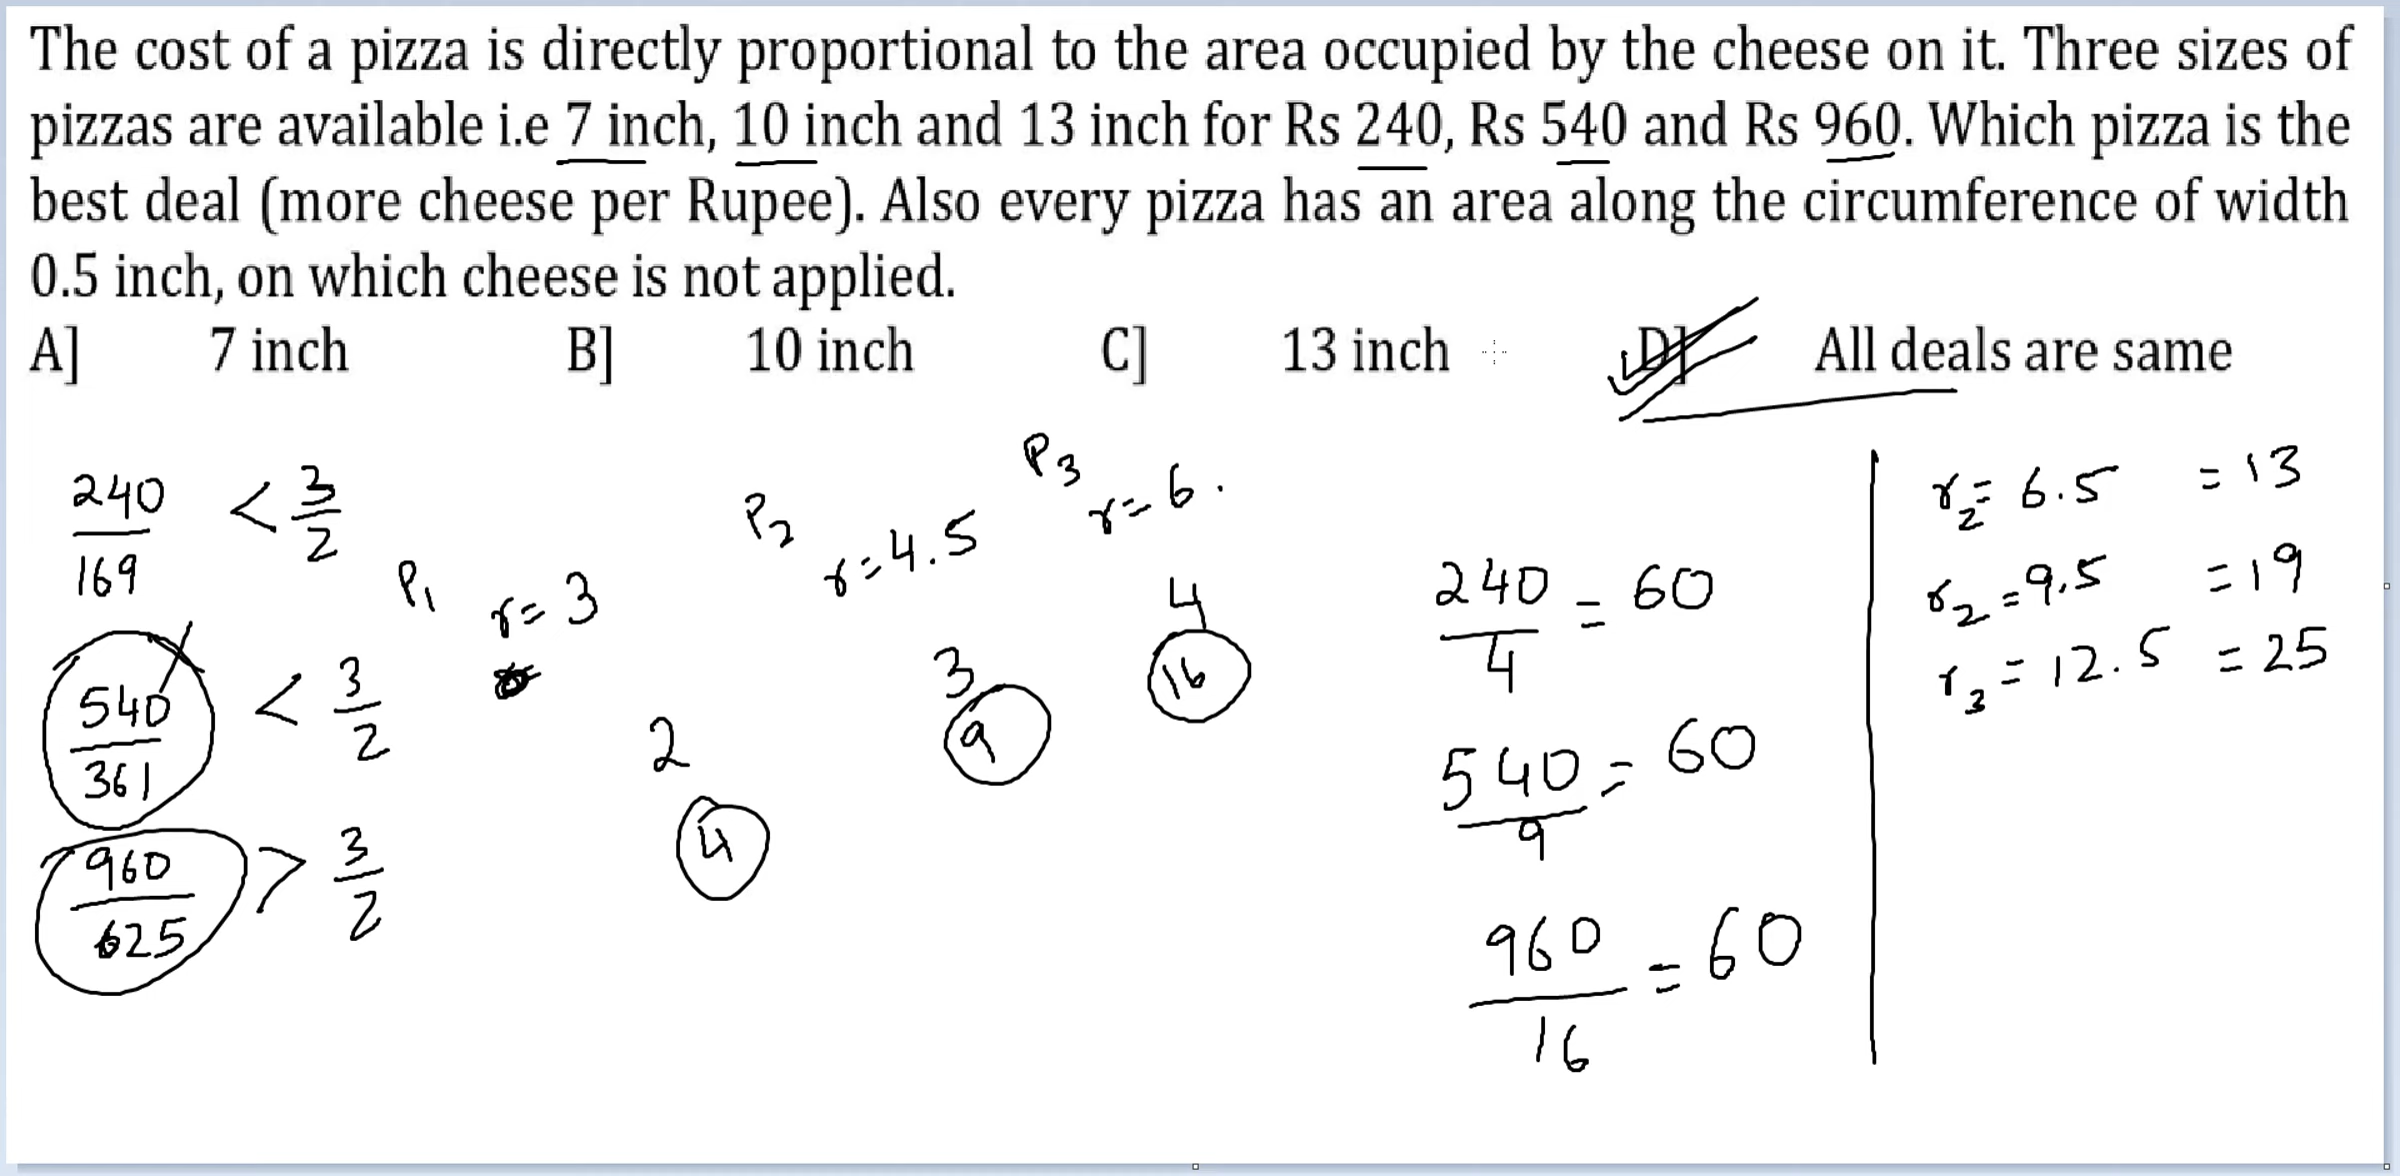 The cost of a pizza is directly proportional to the area occupied by the cheese on it. Three sizes of
pizzas are available i.e 7 inch, 10 inch and 13 inch for Rs 240, Rs 540 and Rs 960. Which pizza is the
best deal (more cheese per Rupee). Also every pizza has an area along the circumference of width
0.5 inch, on which cheese is not applied.
A] 7 inch B] 10 inch C] 13 inch D] All deals are same
240/169 < 3/2
540/361 < 3/2
960/625 > 3/2
P1 r=3
P2 r=4.5
P3 r=6.
2
4
3
9
4
16
240/4 = 60
540/9 = 60
960/16 = 60
r2= 6.5 = 13
r2 = 9.5 = 19
r3 = 12.5 = 25